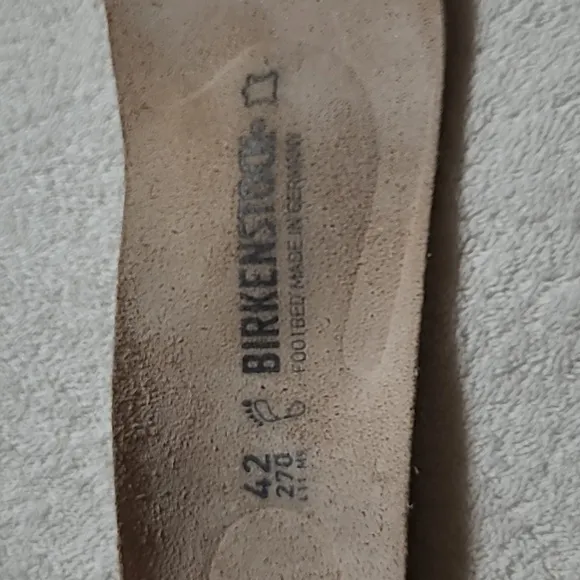 42
270
BIRKENSTOCK
FOOTBED MADE IN GERMANY